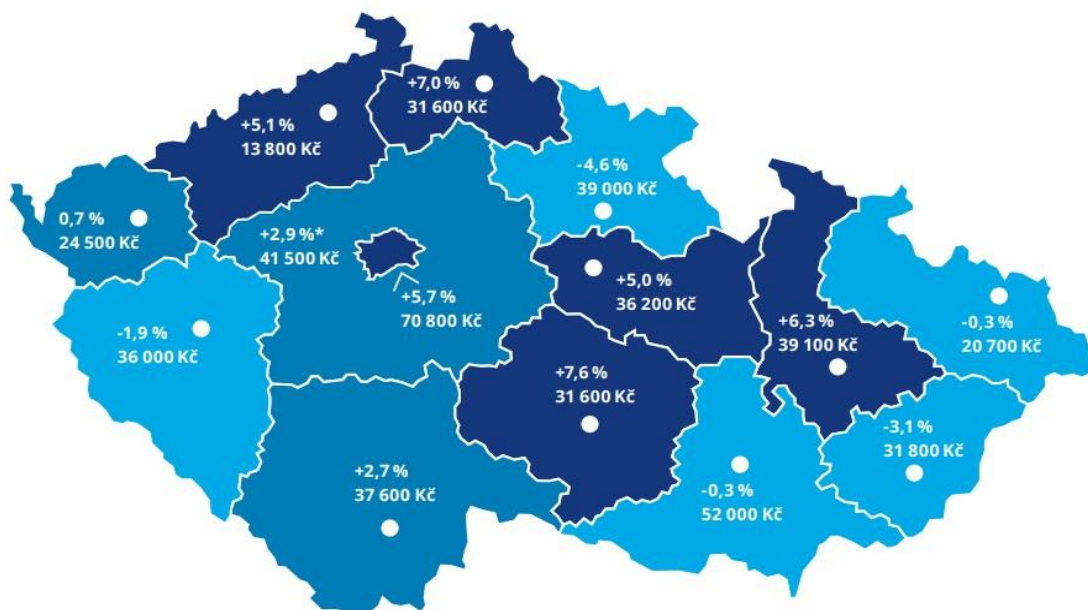 +7,0 %
31 600 Kč
+5,1 %
13 800 Kč
-4,6 %
39 000 Kč
0,7 %
24 500 Kč
+2,9 %*
41 500 Kč
+5,7 %
70 800 Kč
+5,0 %
36 200 Kč
-1,9 %
36 000 Kč
+6,3 %
39 100 Kč
-0,3 %
20 700 Kč
+7,6 %
31 600 Kč
-3,1 %
31 800 Kč
+2,7 %
37 600 Kč
-0,3 %
52 000 Kč